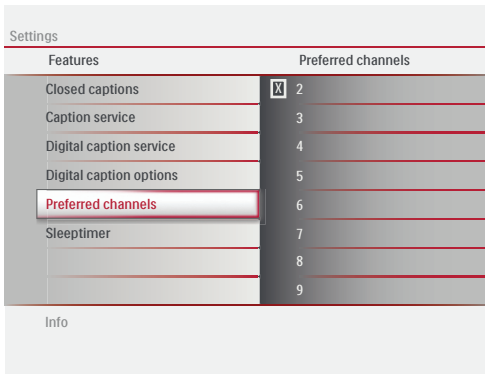 Settings
Features
Preferred channels
Closed captions
X 2
Caption service
3
Digital caption service
4
Digital caption options
5
Preferred channels
6
Sleeptimer
7
8
9
Info